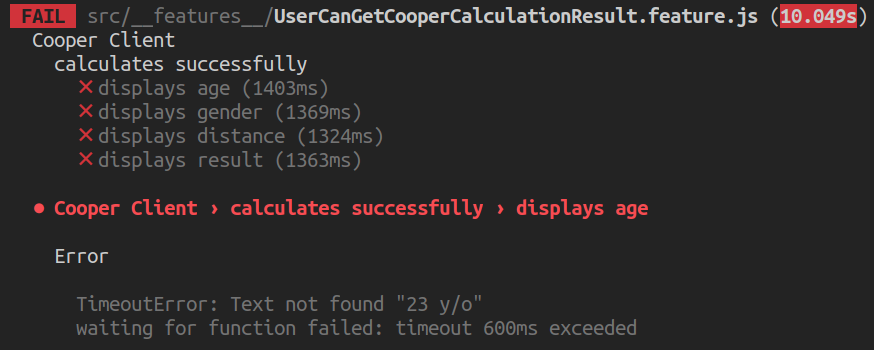 FAIL src/__features__/UserCanGetCooperCalculationResult.feature.js (10.049s)
Cooper Client
calculates successfully
✕ displays age (1403ms)
✕ displays gender (1369ms)
✕ displays distance (1324ms)
✕ displays result (1363ms)
● Cooper Client › calculates successfully › displays age
Error
TimeoutError: Text not found "23 y/o"
waiting for function failed: timeout 600ms exceeded